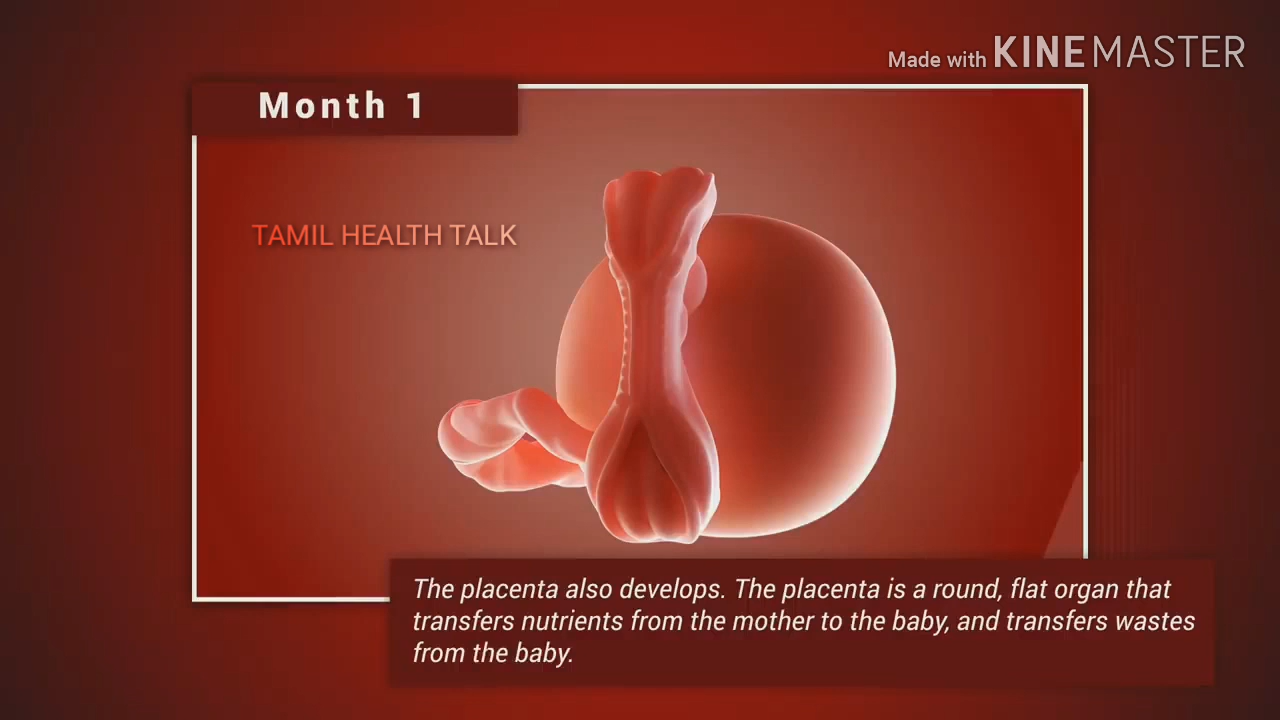 Made with KINEMASTER
Month 1
TAMIL HEALTH TALK
The placenta also develops. The placenta is a round, flat organ that
transfers nutrients from the mother to the baby, and transfers wastes
from the baby.